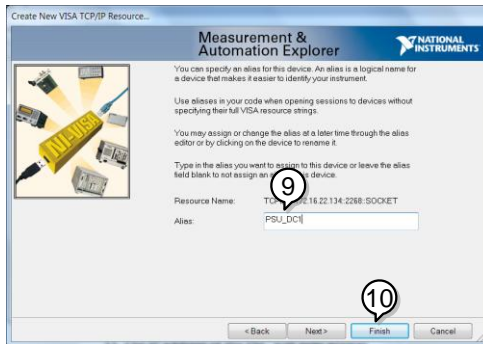 Create New VISA TCP/IP Resource...
Measurement &
Automation Explorer
NATIONAL
INSTRUMENTS
You can specify an alias for this device. An alias is a logical name for
a device that makes it easier to identify your instrument.
Use aliases in your code when opening sessions to devices without
specifying their full VISA resource strings.
You may assign or change the alias at a later time through the alias
editor or by clicking on the device to rename it.
Type in the alias you want to assign to this device or leave the alias
field blank to not assign an device.
9
Resource Name: 2.16.22.134::2268::SOCKET
Alias: PSU_DC1
NI-VISA
10
< Back Next > Finish Cancel